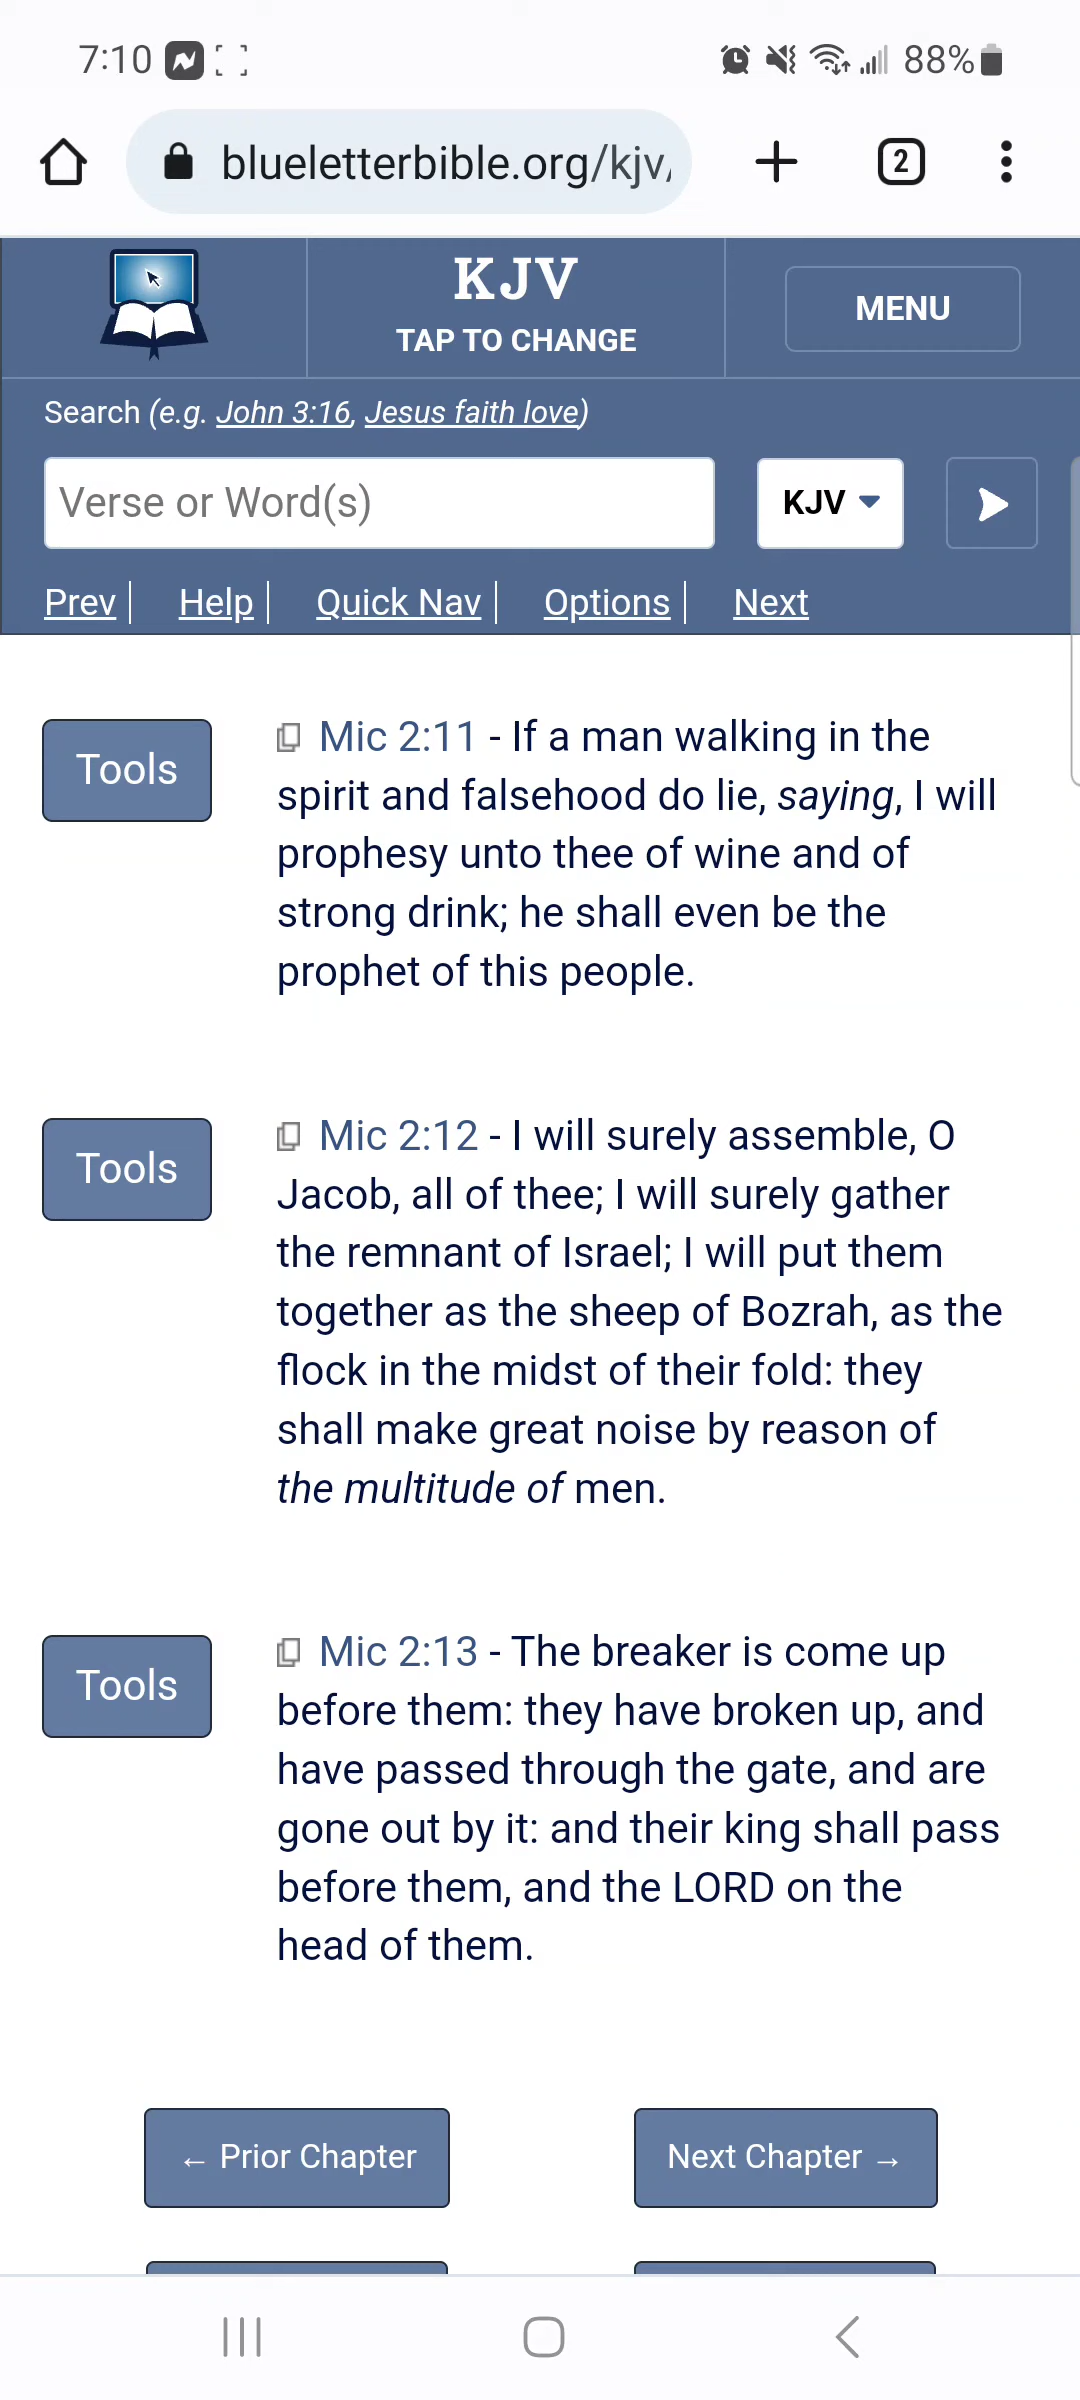 7:10 88%
blueletterbible.org/kjv/
2
KJV
TAP TO CHANGE
MENU
Search (e.g. John 3:16, Jesus faith love)
Verse or Word(s) KJV
Prev Help Quick Nav Options Next
Tools
Mic 2:11 - If a man walking in the
spirit and falsehood do lie, saying, I will
prophesy unto thee of wine and of
strong drink; he shall even be the
prophet of this people.
Tools
Mic 2:12 - I will surely assemble, O
Jacob, all of thee; I will surely gather
the remnant of Israel; I will put them
together as the sheep of Bozrah, as the
flock in the midst of their fold: they
shall make great noise by reason of
the multitude of men.
Tools
Mic 2:13 - The breaker is come up
before them: they have broken up, and
have passed through the gate, and are
gone out by it: and their king shall pass
before them, and the LORD on the
head of them.
← Prior Chapter Next Chapter →